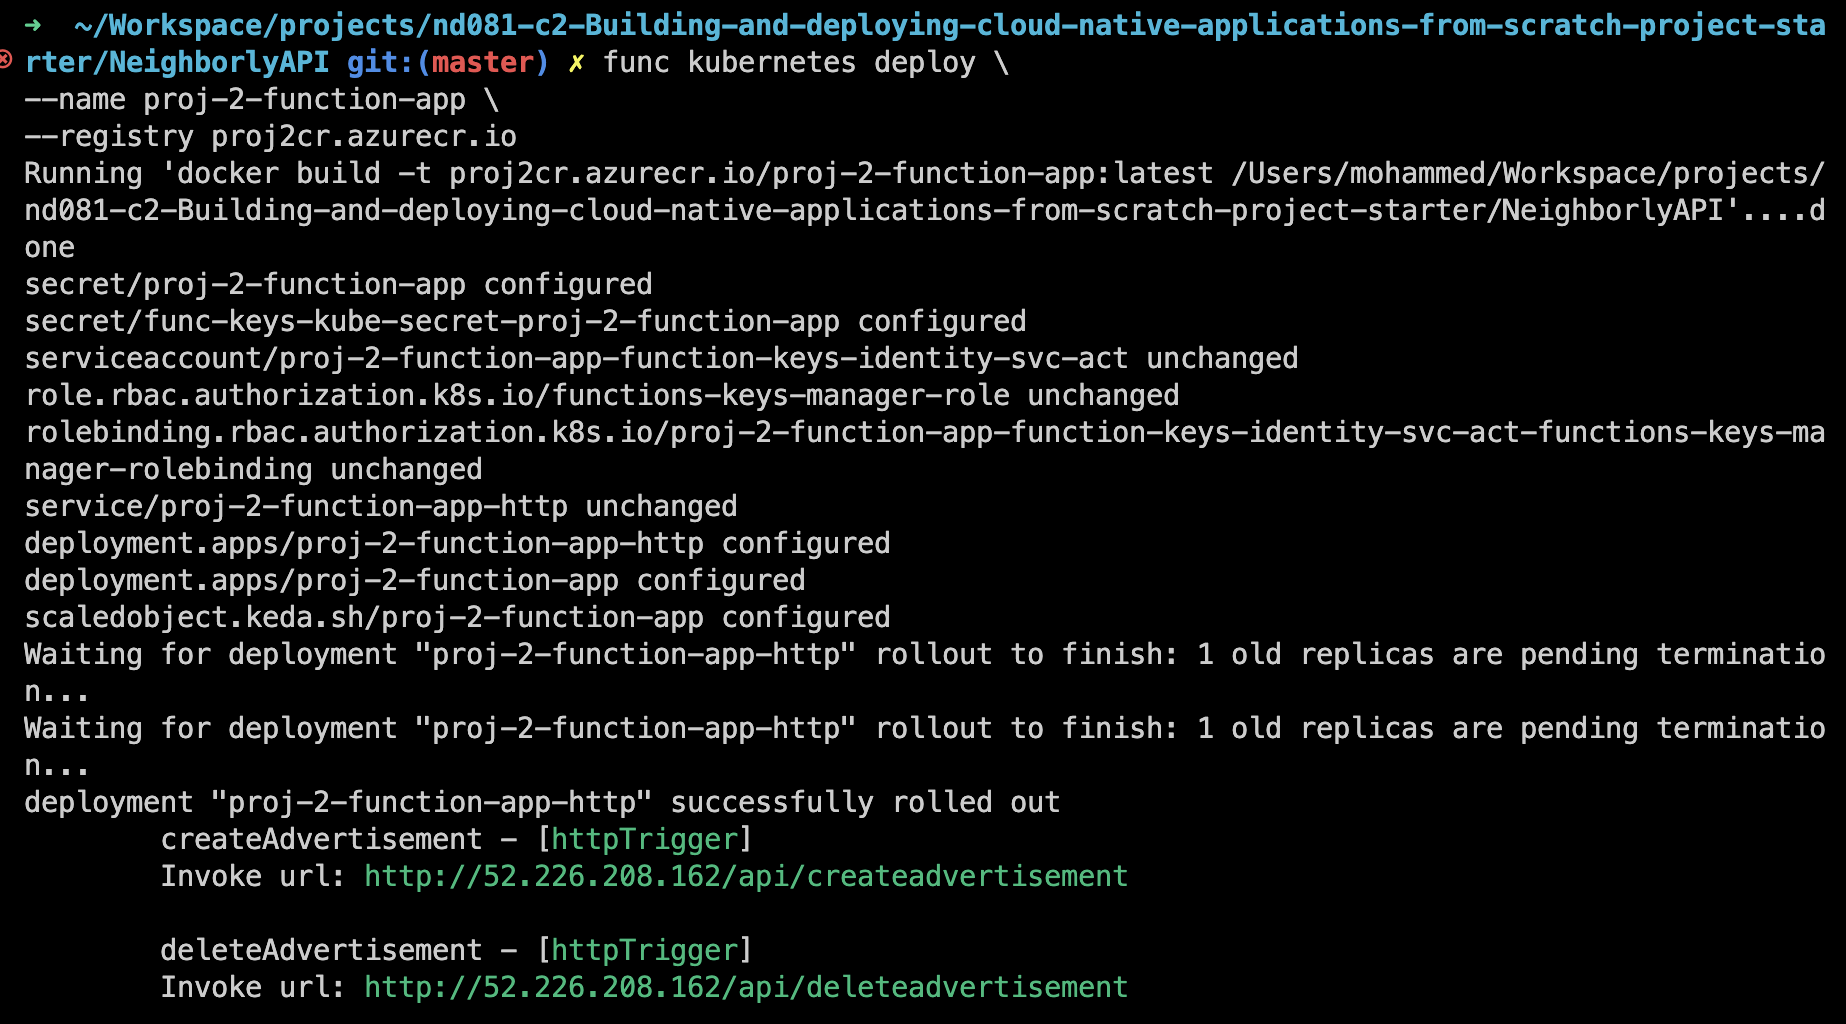 ➜  ~/Workspace/projects/nd081-c2-Building-and-deploying-cloud-native-applications-from-scratch-project-sta
rter/NeighborlyAPI git:(master) ✗ func kubernetes deploy \
--name proj-2-function-app \
--registry proj2cr.azurecr.io
Running 'docker build -t proj2cr.azurecr.io/proj-2-function-app:latest /Users/mohammed/Workspace/projects/
nd081-c2-Building-and-deploying-cloud-native-applications-from-scratch-project-starter/NeighborlyAPI'....d
one
secret/proj-2-function-app configured
secret/func-keys-kube-secret-proj-2-function-app configured
serviceaccount/proj-2-function-app-function-keys-identity-svc-act unchanged
role.rbac.authorization.k8s.io/functions-keys-manager-role unchanged
rolebinding.rbac.authorization.k8s.io/proj-2-function-app-function-keys-identity-svc-act-functions-keys-ma
nager-rolebinding unchanged
service/proj-2-function-app-http unchanged
deployment.apps/proj-2-function-app-http configured
deployment.apps/proj-2-function-app configured
scaledobject.keda.sh/proj-2-function-app configured
Waiting for deployment "proj-2-function-app-http" rollout to finish: 1 old replicas are pending terminatio
n...
Waiting for deployment "proj-2-function-app-http" rollout to finish: 1 old replicas are pending terminatio
n...
deployment "proj-2-function-app-http" successfully rolled out
        createAdvertisement - [httpTrigger]
        Invoke url: http://52.226.208.162/api/createadvertisement

        deleteAdvertisement - [httpTrigger]
        Invoke url: http://52.226.208.162/api/deleteadvertisement